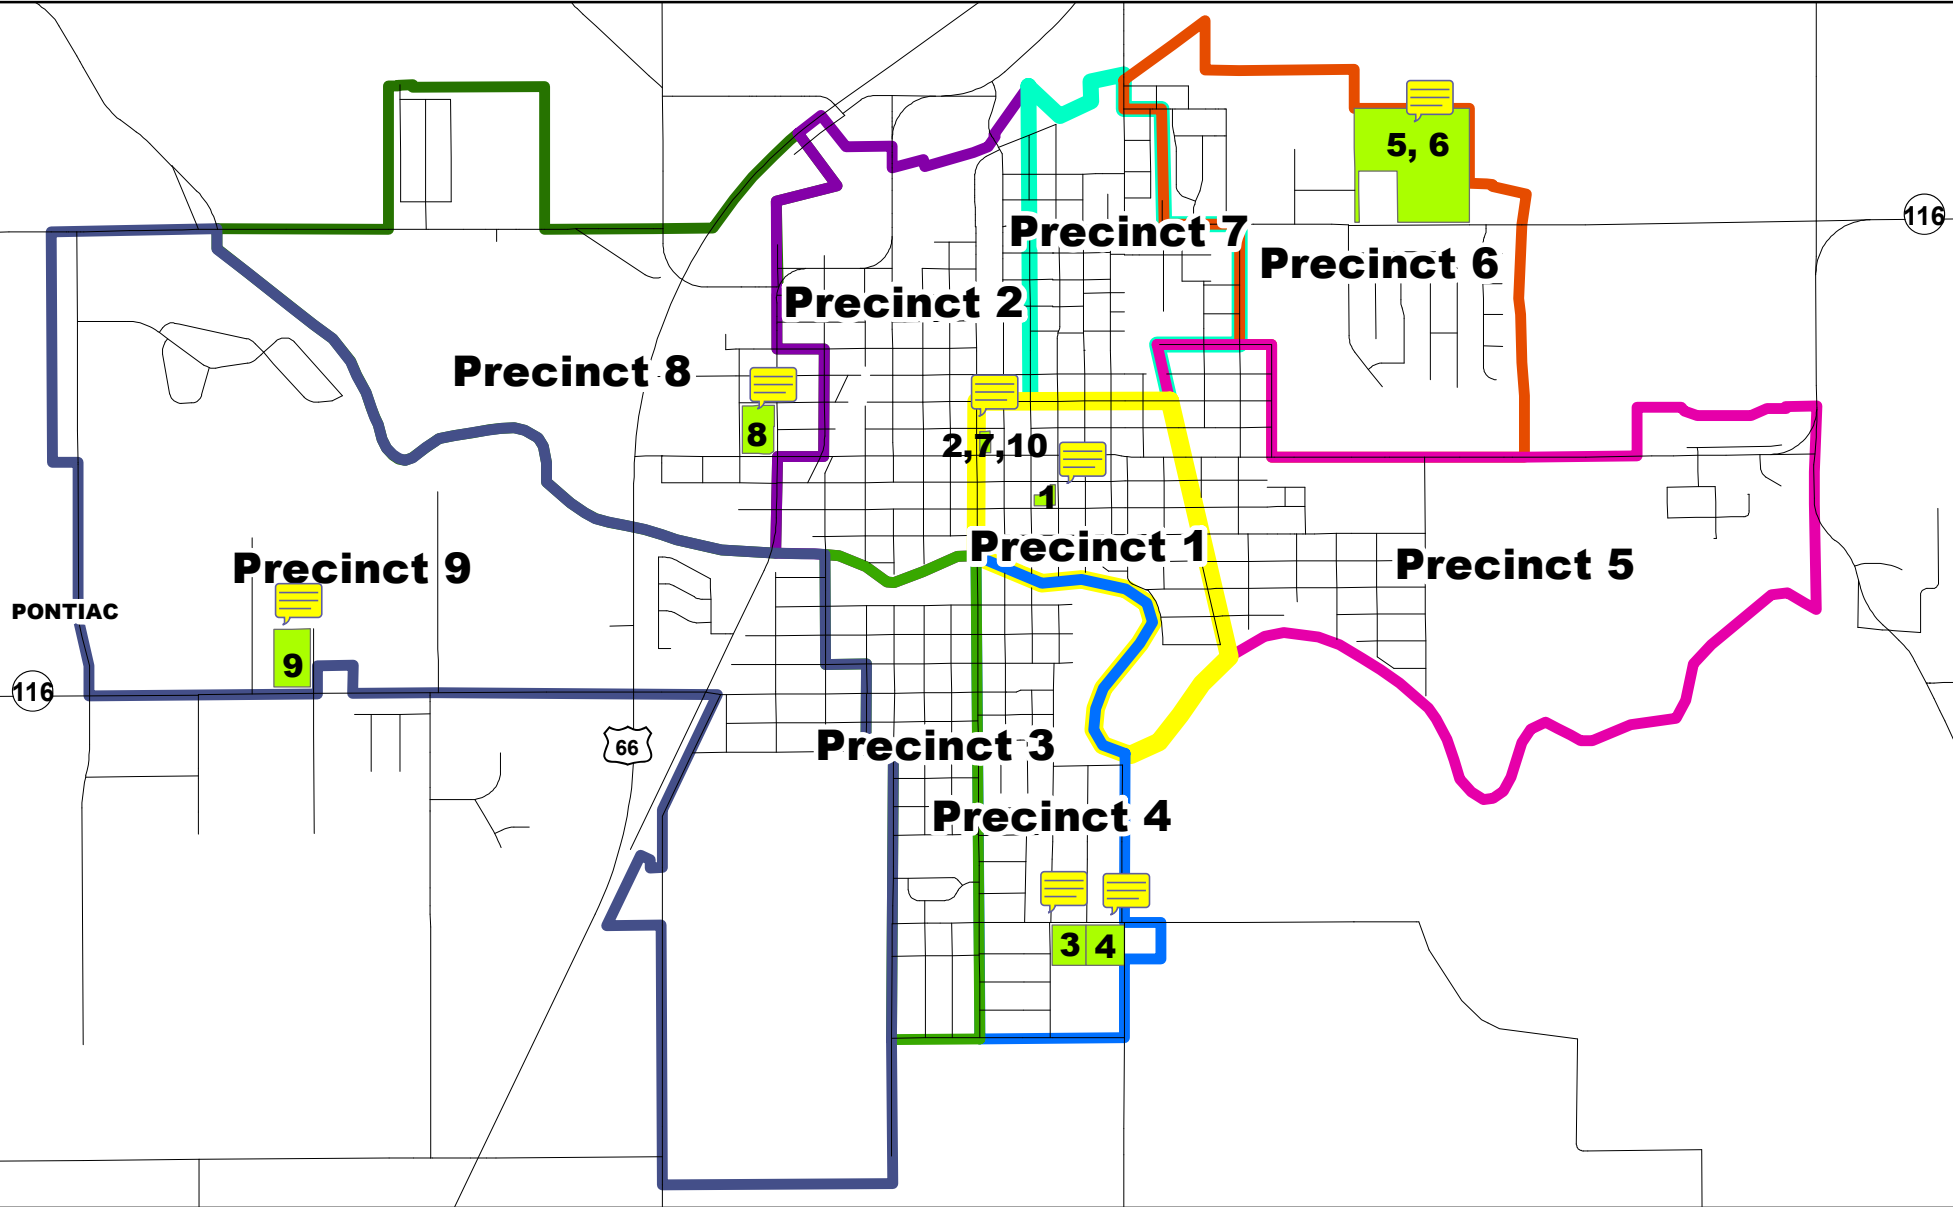 5, 6
116
Precinct 7
Precinct 6
Precinct 2
Precinct 8
8
2,7,10
1
Precinct 1
Precinct 5
Precinct 9
PONTIAC
9
116
66
Precinct 3
Precinct 4
3
4